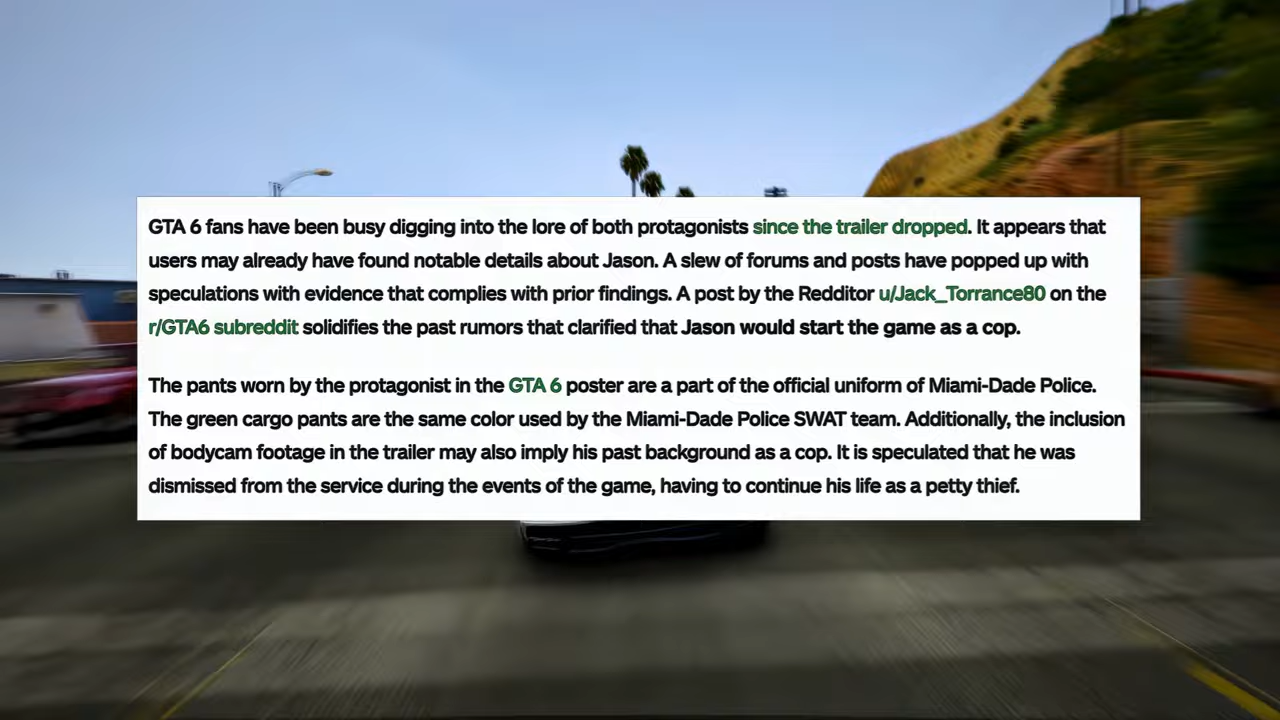 GTA 6 fans have been busy digging into the lore of both protagonists since the trailer dropped. It appears that
users may already have found notable details about Jason. A slew of forums and posts have popped up with
speculations with evidence that complies with prior findings. A post by the Redditor u/Jack_Torrance80 on the
r/GTA6 subreddit solidifies the past rumors that clarified that Jason would start the game as a cop.
The pants worn by the protagonist in the GTA 6 poster are a part of the official uniform of Miami-Dade Police.
The green cargo pants are the same color used by the Miami-Dade Police SWAT team. Additionally, the inclusion
of bodycam footage in the trailer may also imply his past background as a cop. It is speculated that he was
dismissed from the service during the events of the game, having to continue his life as a petty thief.